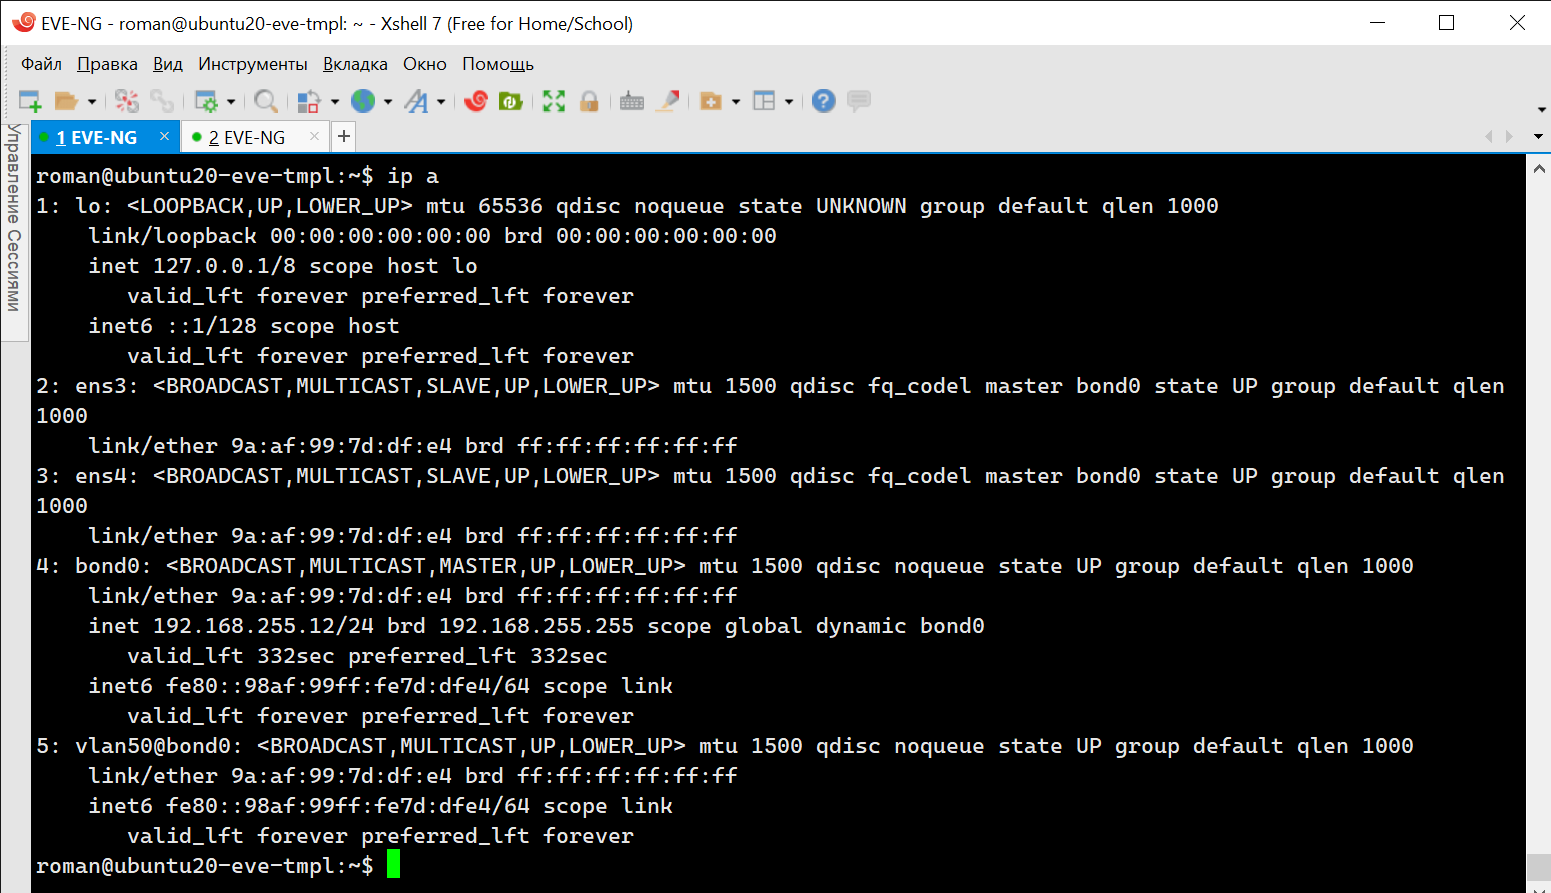 EVE-NG - roman@ubuntu20-eve-tmpl: ~ - Xshell 7 (Free for Home/School)
Файл Правка Вид Инструменты Вкладка Окно Помощь
1 EVE-NG × 2 EVE-NG × +
Управление Сессиями
roman@ubuntu20-eve-tmpl:~$ ip a
1: lo: <LOOPBACK,UP,LOWER_UP> mtu 65536 qdisc noqueue state UNKNOWN group default qlen 1000
    link/loopback 00:00:00:00:00:00 brd 00:00:00:00:00:00
    inet 127.0.0.1/8 scope host lo
       valid_lft forever preferred_lft forever
    inet6 ::1/128 scope host
       valid_lft forever preferred_lft forever
2: ens3: <BROADCAST,MULTICAST,SLAVE,UP,LOWER_UP> mtu 1500 qdisc fq_codel master bond0 state UP group default qlen
1000
    link/ether 9a:af:99:7d:df:e4 brd ff:ff:ff:ff:ff:ff
3: ens4: <BROADCAST,MULTICAST,SLAVE,UP,LOWER_UP> mtu 1500 qdisc fq_codel master bond0 state UP group default qlen
1000
    link/ether 9a:af:99:7d:df:e4 brd ff:ff:ff:ff:ff:ff
4: bond0: <BROADCAST,MULTICAST,MASTER,UP,LOWER_UP> mtu 1500 qdisc noqueue state UP group default qlen 1000
    link/ether 9a:af:99:7d:df:e4 brd ff:ff:ff:ff:ff:ff
    inet 192.168.255.12/24 brd 192.168.255.255 scope global dynamic bond0
       valid_lft 332sec preferred_lft 332sec
    inet6 fe80::98af:99ff:fe7d:dfe4/64 scope link
       valid_lft forever preferred_lft forever
5: vlan50@bond0: <BROADCAST,MULTICAST,UP,LOWER_UP> mtu 1500 qdisc noqueue state UP group default qlen 1000
    link/ether 9a:af:99:7d:df:e4 brd ff:ff:ff:ff:ff:ff
    inet6 fe80::98af:99ff:fe7d:dfe4/64 scope link
       valid_lft forever preferred_lft forever
roman@ubuntu20-eve-tmpl:~$